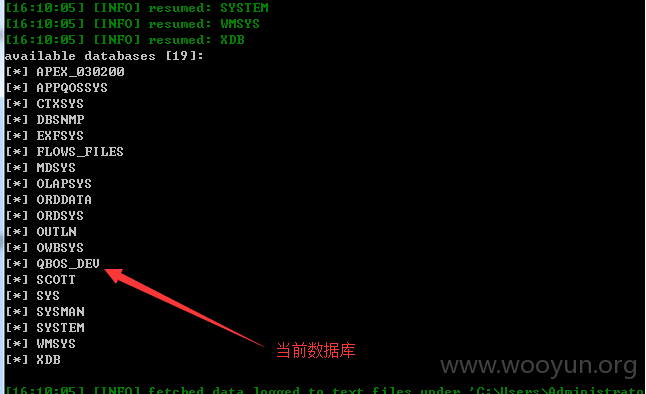 [16:10:05] [INFO] resumed: SYSTEM
[16:10:05] [INFO] resumed: WMSYS
[16:10:05] [INFO] resumed: XDB
available databases [19]:
[*] APEX_030200
[*] APPQOSSYS
[*] CTXSYS
[*] DBSNMP
[*] EXFSYS
[*] FLOWS_FILES
[*] MDSYS
[*] OLAPSYS
[*] ORDDATA
[*] ORDSYS
[*] OUTLN
[*] OWBSYS
[*] QBOS_DEV
[*] SCOTT
[*] SYS
[*] SYSMAN
[*] SYSTEM
当前数据库
[*] WMSYS
[*] XDB
www.wooyun.org
[16:10:05] [INFO] fetched data logged to text files under 'C:\Users\Administrato